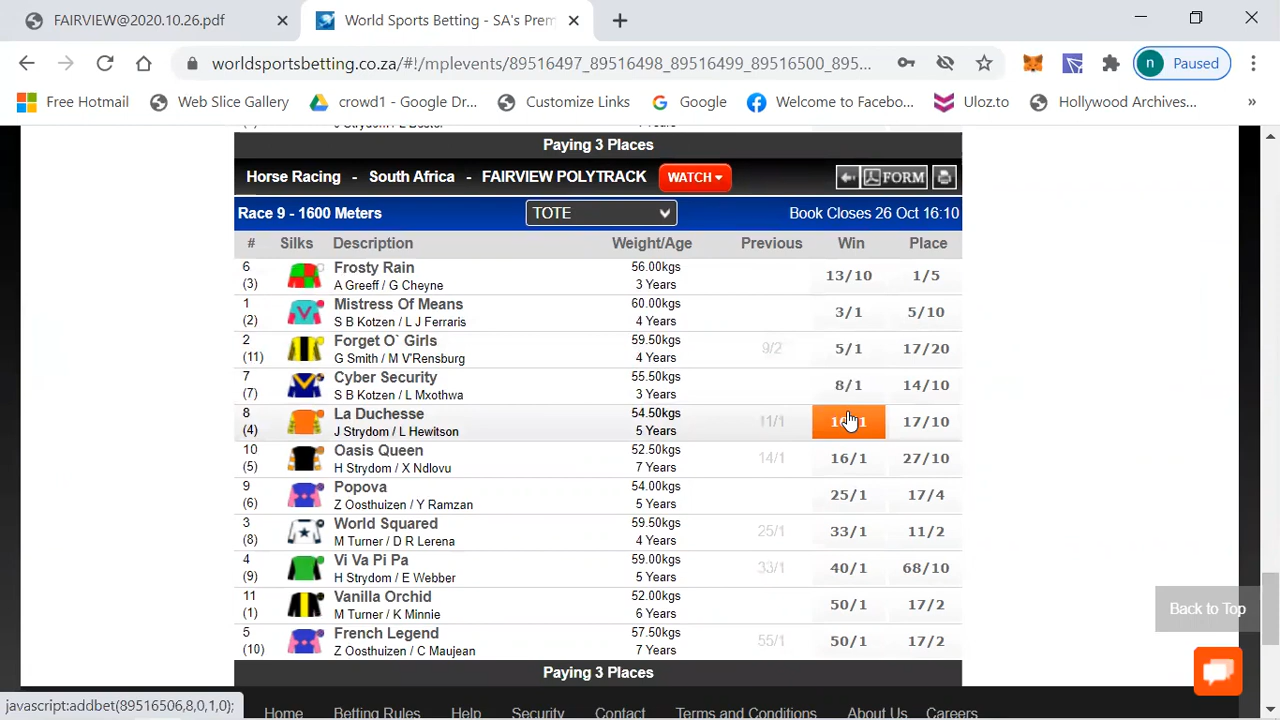 FAIRVIEW@2020.10.26.pdf
World Sports Betting - SA's Prem
worldsportsbetting.co.za/#!/mplevents/89516497_89516498_89516499_89516500_895...
n Paused
Free Hotmail Web Slice Gallery crowd1 - Google Dr... Customize Links Google Welcome to Faceb... Uloz.to Hollywood Archives... »
Paying 3 Places
Horse Racing - South Africa - FAIRVIEW POLYTRACK WATCH FORM
Race 9 - 1600 Meters TOTE Book Closes 26 Oct 16:10
# Silks Description Weight/Age Previous Win Place
6 Frosty Rain 56.00kgs 13/10 1/5
(3) A Greeff / G Cheyne 3 Years
1 Mistress Of Means 60.00kgs 3/1 5/10
(2) S B Kotzen / L J Ferraris 4 Years
2 Forget O` Girls 59.50kgs 9/2 5/1 17/20
(11) G Smith / M V'Rensburg 4 Years
7 Cyber Security 55.50kgs 8/1 14/10
(7) S B Kotzen / L Mxothwa 3 Years
8 La Duchesse 54.50kgs 11/1 17/10
(4) J Strydom / L Hewitson 5 Years
10 Oasis Queen 52.50kgs 14/1 16/1 27/10
(5) H Strydom / X Ndlovu 7 Years
9 Popova 54.00kgs 25/1 17/4
(6) Z Oosthuizen / Y Ramzan 5 Years
3 World Squared 59.50kgs 25/1 33/1 11/2
(8) M Turner / D R Lerena 4 Years
4 Vi Va Pi Pa 59.00kgs 33/1 40/1 68/10
(9) H Strydom / E Webber 5 Years
11 Vanilla Orchid 52.00kgs 50/1 17/2
(1) M Turner / K Minnie 6 Years
5 French Legend 57.50kgs 55/1 50/1 17/2
(10) Z Oosthuizen / C Maujean 7 Years
Paying 3 Places
Back to Top
javascript:addbet(89516506,8,0,1,0);
Home Betting Rules Help Security Contact Terms and Conditions About Us Careers